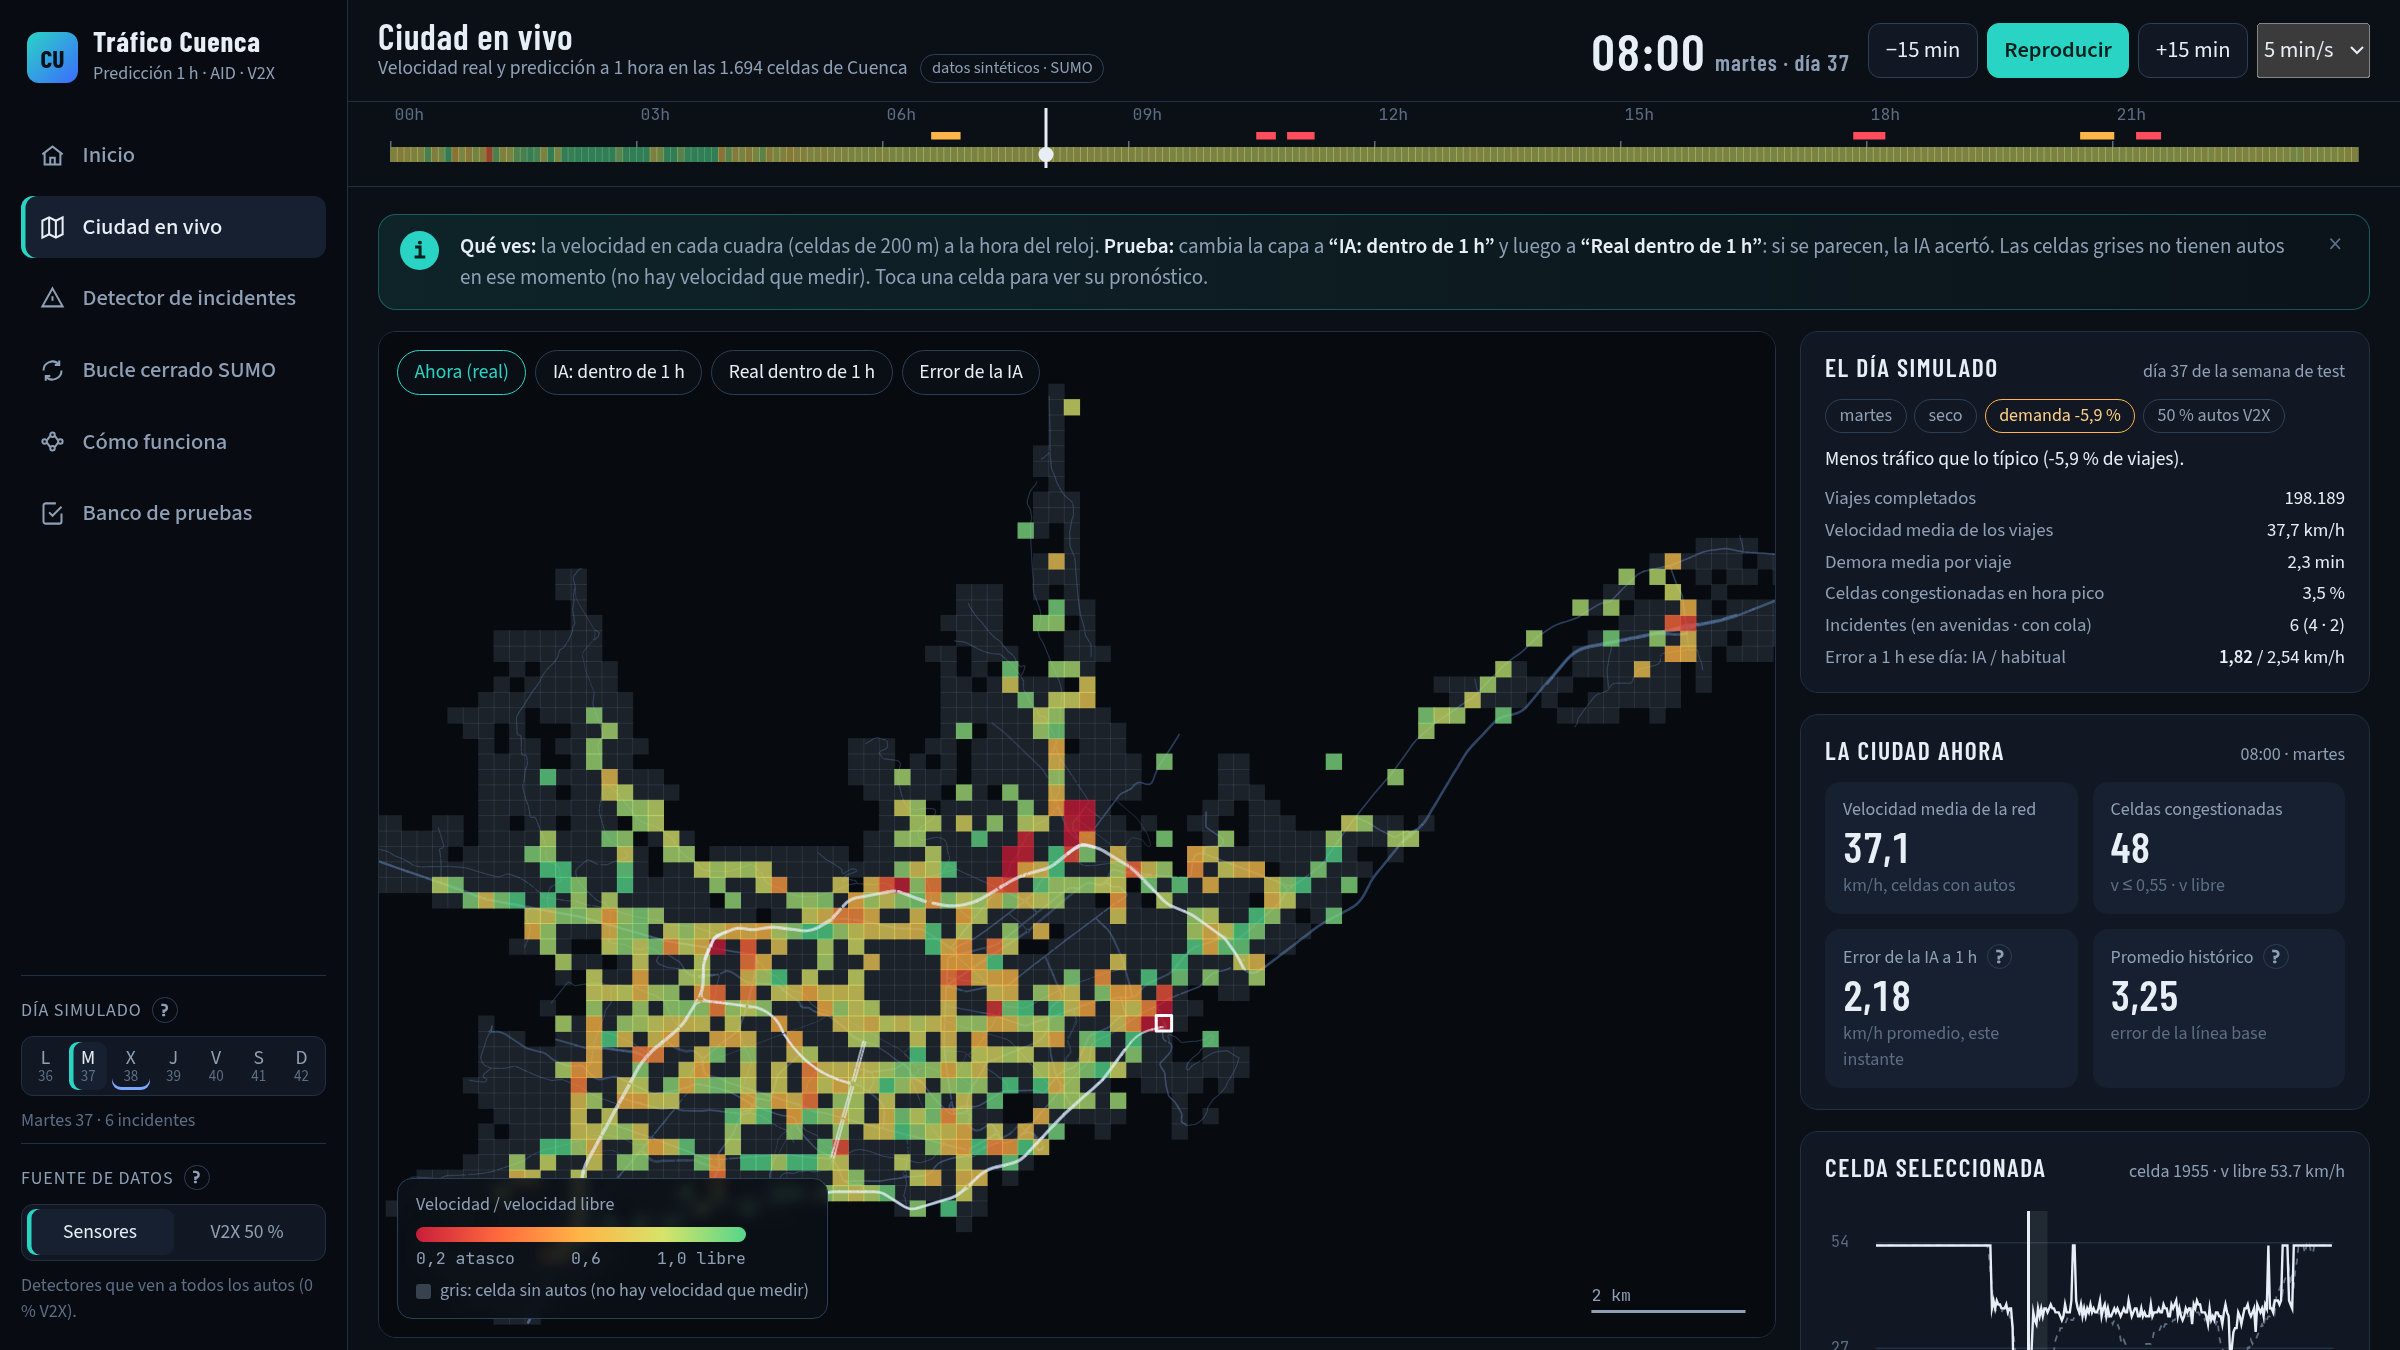 CU
Tráfico Cuenca
Predicción 1 h · AID · V2X
Inicio
Ciudad en vivo
Detector de incidentes
Bucle cerrado SUMO
Cómo funciona
Banco de pruebas
DÍA SIMULADO ?
L M X J V S D
36 37 38 39 40 41 42
Martes 37 · 6 incidentes
FUENTE DE DATOS ?
Sensores V2X 50 %
Detectores que ven a todos los autos (0
% V2X).
Ciudad en vivo
Velocidad real y predicción a 1 hora en las 1.694 celdas de Cuenca datos sintéticos · SUMO
08:00 martes · día 37
−15 min Reproducir +15 min 5 min/s
00h 03h 06h 09h 12h 15h 18h 21h
Qué ves: la velocidad en cada cuadra (celdas de 200 m) a la hora del reloj. Prueba: cambia la capa a “IA: dentro de 1 h” y luego a “Real dentro de 1 h”: si se parecen, la IA acertó. Las celdas grises no tienen autos
en ese momento (no hay velocidad que medir). Toca una celda para ver su pronóstico.
Ahora (real) IA: dentro de 1 h Real dentro de 1 h Error de la IA
Velocidad / velocidad libre
0,2 atasco 0,6 1,0 libre
gris: celda sin autos (no hay velocidad que medir)
2 km
EL DÍA SIMULADO día 37 de la semana de test
martes seco demanda -5,9 % 50 % autos V2X
Menos tráfico que lo típico (-5,9 % de viajes).
Viajes completados 198.189
Velocidad media de los viajes 37,7 km/h
Demora media por viaje 2,3 min
Celdas congestionadas en hora pico 3,5 %
Incidentes (en avenidas · con cola) 6 (4 · 2)
Error a 1 h ese día: IA / habitual 1,82 / 2,54 km/h
LA CIUDAD AHORA 08:00 · martes
Velocidad media de la red
37,1
km/h, celdas con autos
Celdas congestionadas
48
v ≤ 0,55 · v libre
Error de la IA a 1 h ?
2,18
km/h promedio, este
instante
Promedio histórico ?
3,25
error de la línea base
CELDA SELECCIONADA celda 1955 · v libre 53.7 km/h
54
27